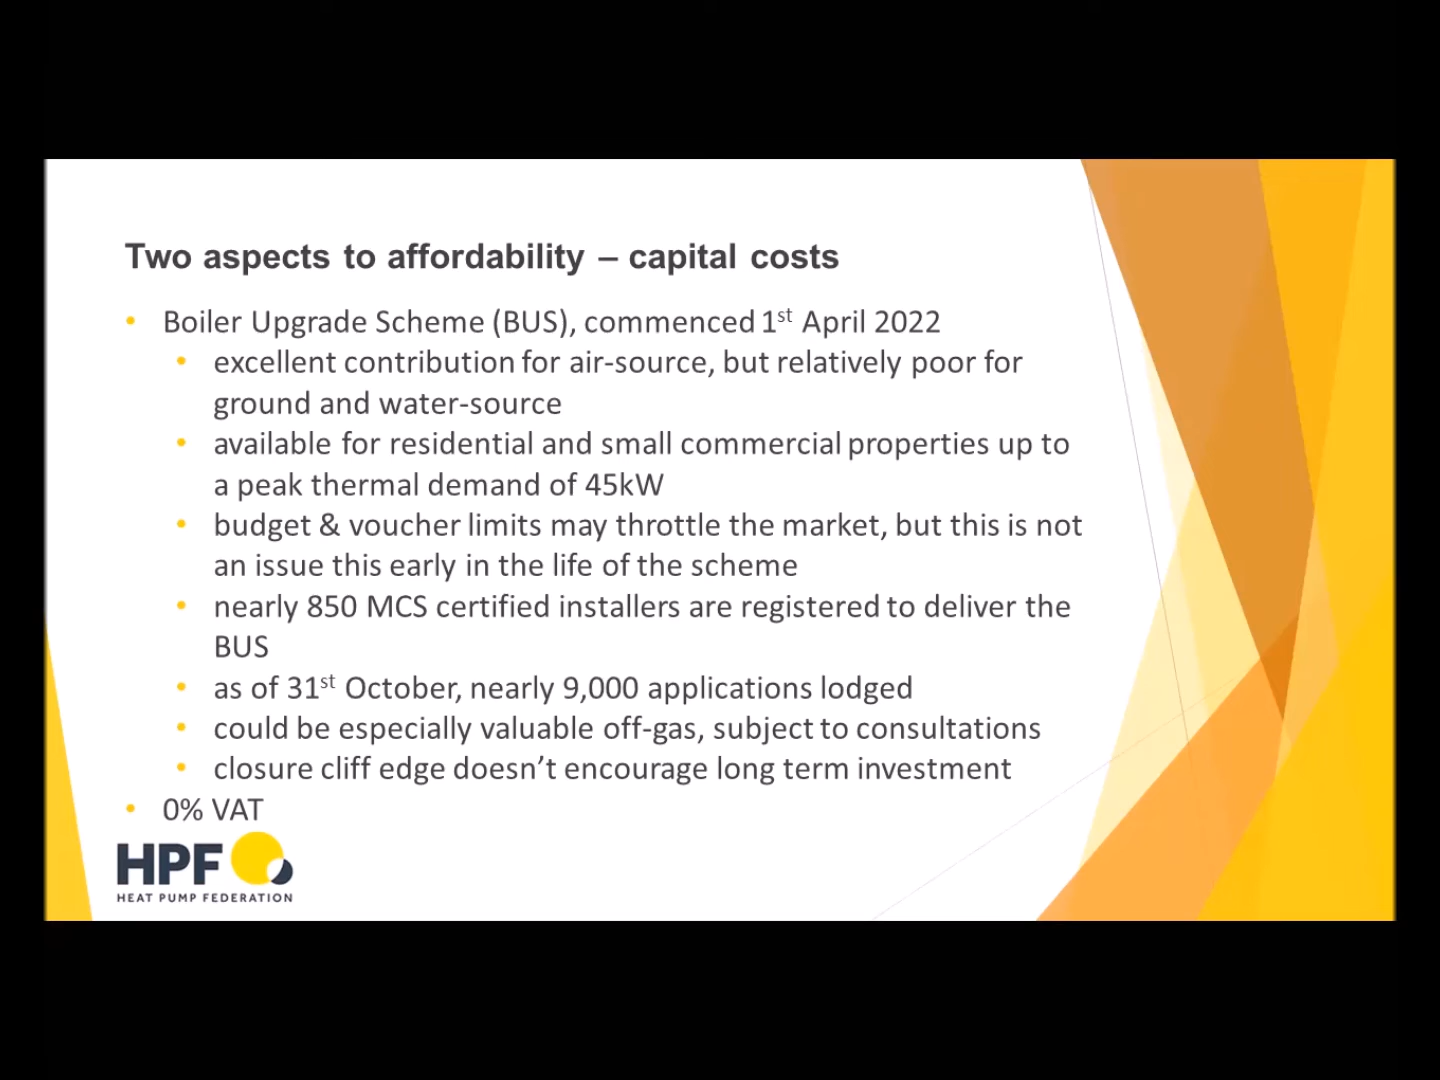 Two aspects to affordability – capital costs
• Boiler Upgrade Scheme (BUS), commenced 1st April 2022
• excellent contribution for air-source, but relatively poor for
ground and water-source
• available for residential and small commercial properties up to
a peak thermal demand of 45kW
• budget & voucher limits may throttle the market, but this is not
an issue this early in the life of the scheme
• nearly 850 MCS certified installers are registered to deliver the
BUS
• as of 31st October, nearly 9,000 applications lodged
• could be especially valuable off-gas, subject to consultations
• closure cliff edge doesn’t encourage long term investment
• 0% VAT
HPF
HEAT PUMP FEDERATION